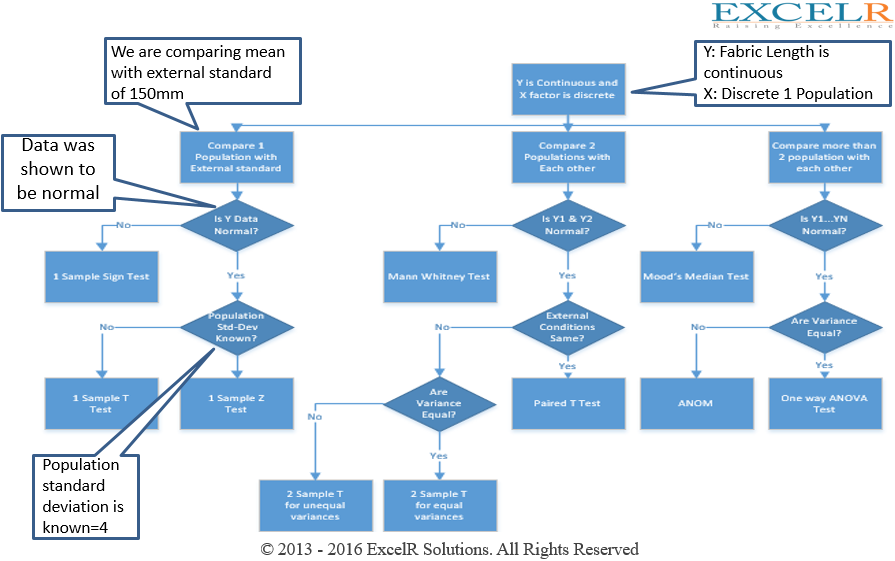 EXCELR
Raising Excellence
We are comparing mean
with external standard
of 150mm
Y: Fabric Length is
continuous
X: Discrete 1 Population
Y is Continuous and
X factor is discrete
Data was
shown to
be normal
Compare 1
Population with
External standard
Compare 2
Populations with
Each other
Compare more than
2 population with
each other
Is Y Data
Normal?
No
Yes
Is Y1 & Y2
Normal?
No
Yes
Is Y1...YN
Normal?
No
Yes
1 Sample Sign Test
Mann Whitney Test
Mood's Median Test
Population
Std-Dev
Known?
No
External
Conditions
Same?
No
Yes
Are Variance
Equal?
No
Yes
1 Sample T
Test
1 Sample Z
Test
Are
Variance
Equal?
No
Yes
Paired T Test
ANOM
One way ANOVA
Test
Population
standard
deviation is
known=4
2 Sample T
for unequal
variances
2 Sample T
for equal
variances
© 2013 - 2016 ExcelR Solutions. All Rights Reserved